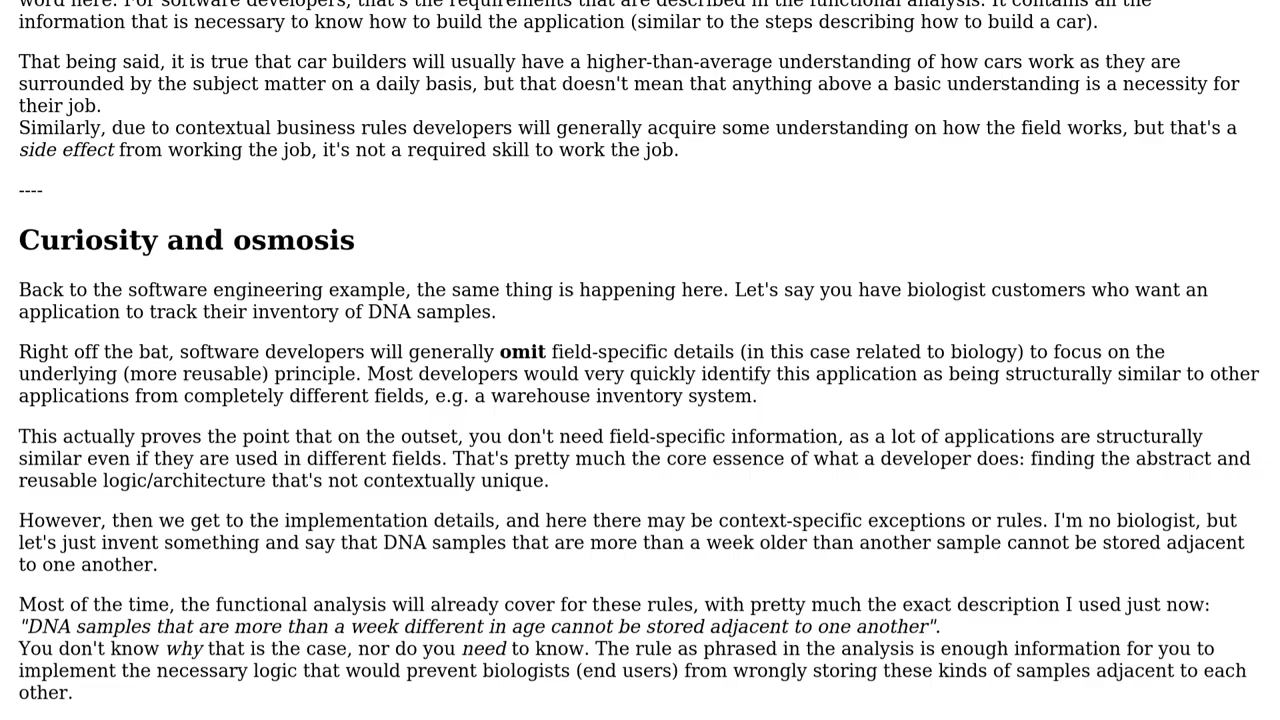 word here. For software developers, that's the requirements that are described in the functional analysis. It contains all the
information that is necessary to know how to build the application (similar to the steps describing how to build a car).
That being said, it is true that car builders will usually have a higher-than-average understanding of how cars work as they are
surrounded by the subject matter on a daily basis, but that doesn't mean that anything above a basic understanding is a necessity for
their job.
Similarly, due to contextual business rules developers will generally acquire some understanding on how the field works, but that's a
side effect from working the job, it's not a required skill to work the job.
----
Curiosity and osmosis
Back to the software engineering example, the same thing is happening here. Let's say you have biologist customers who want an
application to track their inventory of DNA samples.
Right off the bat, software developers will generally omit field-specific details (in this case related to biology) to focus on the
underlying (more reusable) principle. Most developers would very quickly identify this application as being structurally similar to other
applications from completely different fields, e.g. a warehouse inventory system.
This actually proves the point that on the outset, you don't need field-specific information, as a lot of applications are structurally
similar even if they are used in different fields. That's pretty much the core essence of what a developer does: finding the abstract and
reusable logic/architecture that's not contextually unique.
However, then we get to the implementation details, and here there may be context-specific exceptions or rules. I'm no biologist, but
let's just invent something and say that DNA samples that are more than a week older than another sample cannot be stored adjacent
to one another.
Most of the time, the functional analysis will already cover for these rules, with pretty much the exact description I used just now:
"DNA samples that are more than a week different in age cannot be stored adjacent to one another".
You don't know why that is the case, nor do you need to know. The rule as phrased in the analysis is enough information for you to
implement the necessary logic that would prevent biologists (end users) from wrongly storing these kinds of samples adjacent to each
other.